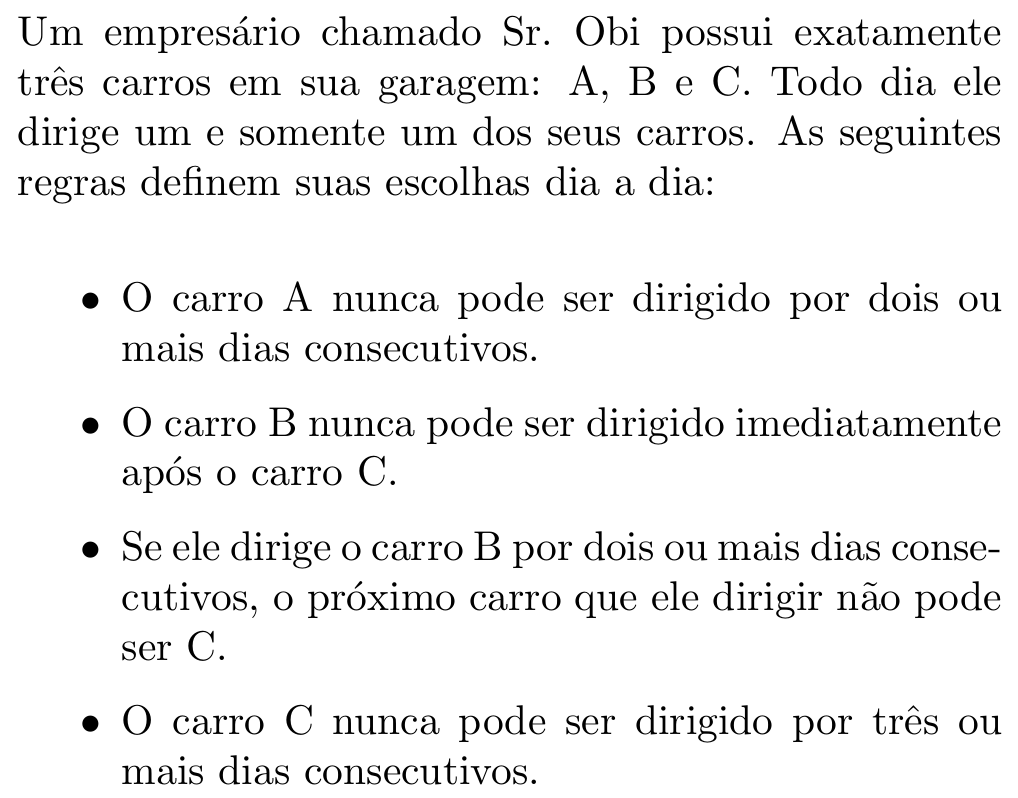 Um empresário chamado Sr. Obi possui exatamente
três carros em sua garagem: A, B e C. Todo dia ele
dirige um e somente um dos seus carros. As seguintes
regras definem suas escolhas dia a dia:
• O carro A nunca pode ser dirigido por dois ou
mais dias consecutivos.
• O carro B nunca pode ser dirigido imediatamente
após o carro C.
• Se ele dirige o carro B por dois ou mais dias conse-
cutivos, o próximo carro que ele dirigir não pode
ser C.
• O carro C nunca pode ser dirigido por três ou
mais dias consecutivos.